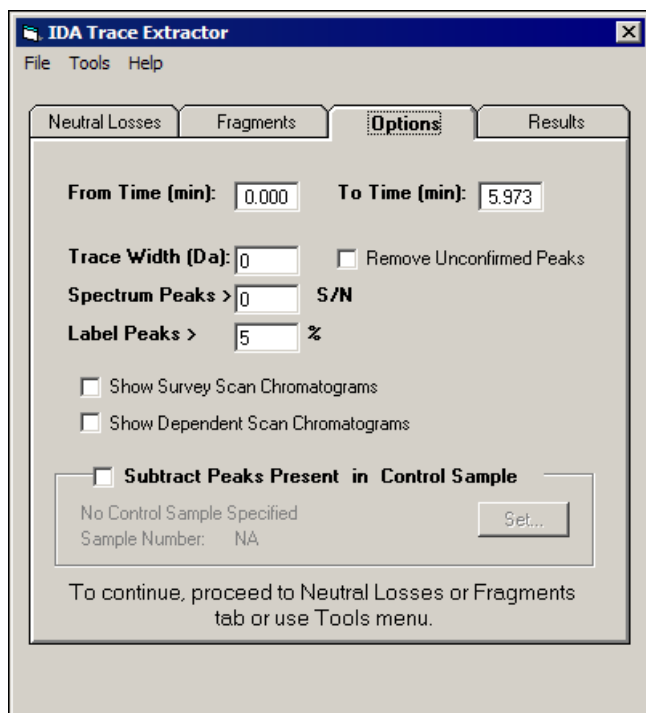 IDA Trace Extractor
File Tools Help
Neutral Losses Fragments Options Results
From Time (min): 0.000 To Time (min): 5.973
Trace Width (Da): 0 Remove Unconfirmed Peaks
Spectrum Peaks > 0 S/N
Label Peaks > 5 %
Show Survey Scan Chromatograms
Show Dependent Scan Chromatograms
Subtract Peaks Present in Control Sample
No Control Sample Specified Set...
Sample Number: NA
To continue, proceed to Neutral Losses or Fragments
tab or use Tools menu.